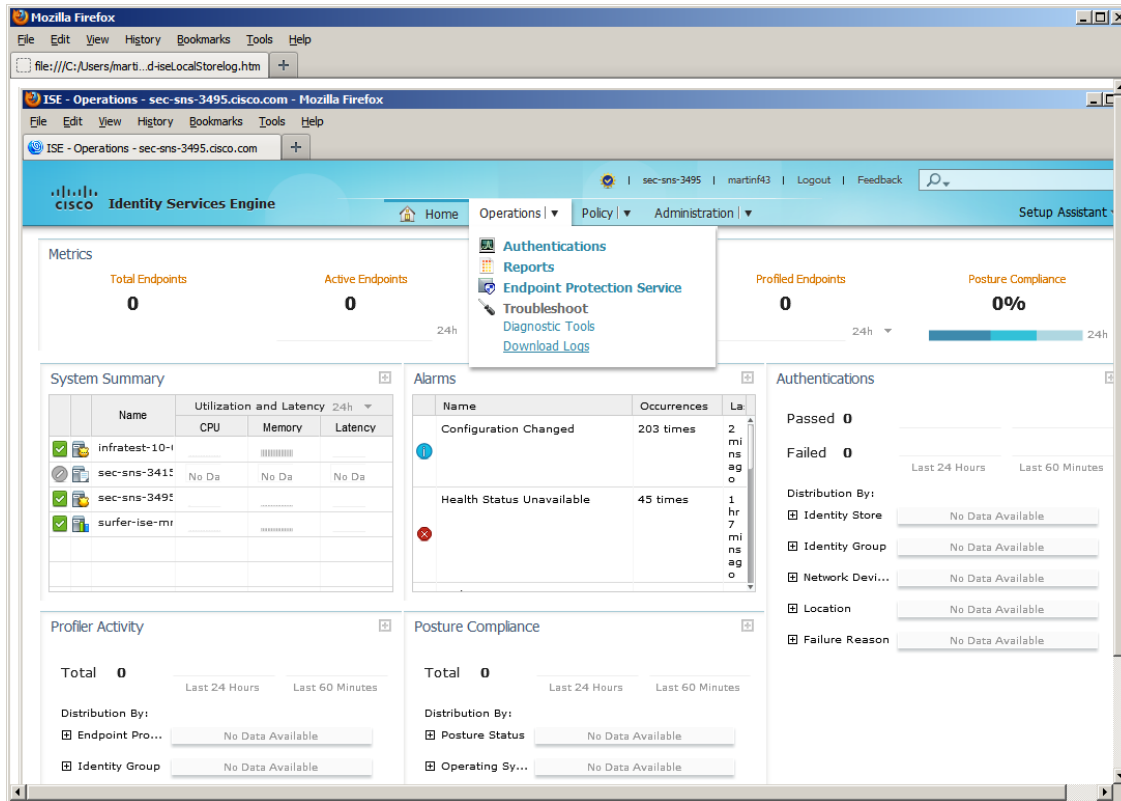 Mozilla Firefox
File Edit View History Bookmarks Tools Help
file:///C:/Users/marti...d-iseLocalStorelog.htm
ISE - Operations - sec-sns-3495.cisco.com - Mozilla Firefox
File Edit View History Bookmarks Tools Help
ISE - Operations - sec-sns-3495.cisco.com
sec-sns-3495 | martinf43 | Logout | Feedback
CISCO Identity Services Engine
Home Operations | Policy | Administration | Setup Assistant
Authentications
Reports
Endpoint Protection Service
Troubleshoot
Diagnostic Tools
Download Logs
Metrics
Total Endpoints Active Endpoints Profiled Endpoints Posture Compliance
0 0 0 0%
24h 24h 24h
System Summary
Name Utilization and Latency 24h
CPU Memory Latency
infratest-10-
sec-sns-3415 No Da No Da No Da
sec-sns-3495
surfer-ise-mr
Alarms
Name Occurrences La
Configuration Changed 203 times 2 mi ns ag o
Health Status Unavailable 45 times 1 hr 7 mi ns ag o
Authentications
Passed 0
Failed 0
Last 24 Hours Last 60 Minutes
Distribution By:
Identity Store No Data Available
Identity Group No Data Available
Network Devi... No Data Available
Location No Data Available
Failure Reason No Data Available
Profiler Activity
Total 0
Last 24 Hours Last 60 Minutes
Distribution By:
Endpoint Pro... No Data Available
Identity Group No Data Available
Posture Compliance
Total 0
Last 24 Hours Last 60 Minutes
Distribution By:
Posture Status No Data Available
Operating Sy... No Data Available